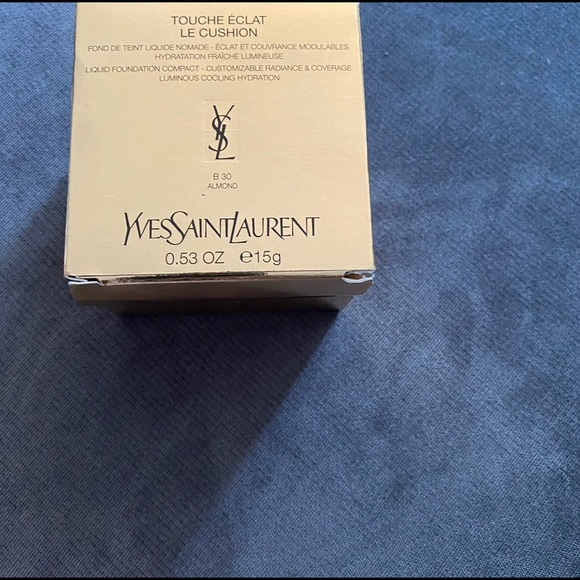 TOUCHE ÉCLAT
LE CUSHION
FOND DE TEINT LIQUIDE NOMADE - ÉCLAT ET COUVRANCE MODULABLES
HYDRATATION FRAÎCHE LUMINEUSE
LIQUID FOUNDATION COMPACT - CUSTOMIZABLE RADIANCE & COVERAGE
LUMINOUS COOLING HYDRATION
YSL
B 30
ALMOND
YVESSAINTLAURENT
0.53 OZ ℮15g